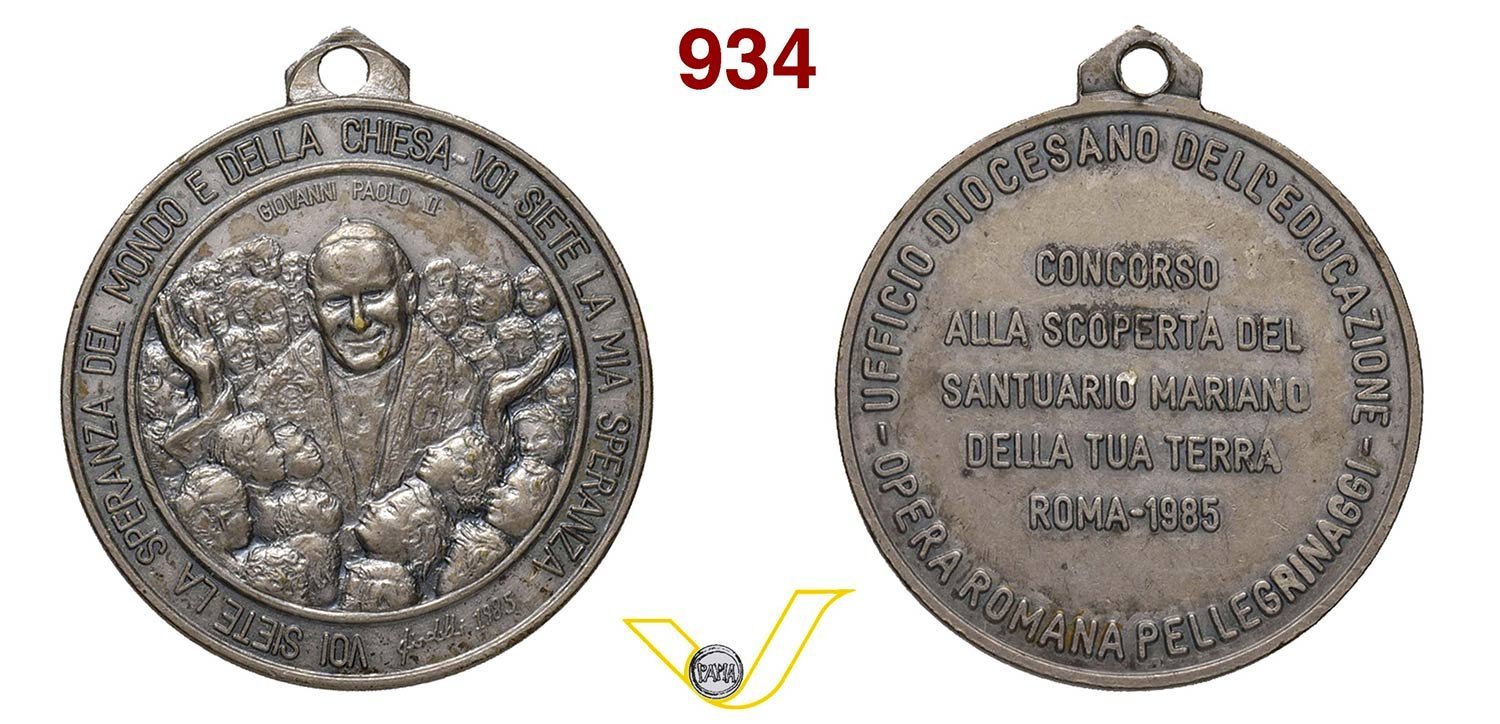 934
VOI SIETE LA SPERANZA DEL MONDO E DELLA CHIESA - VOI SIETE LA MIA SPERANZA
GIOVANNI PAOLO II
1985
- UFFICIO DIOCESANO DELL'EDUCAZIONE -
CONCORSO
ALLA SCOPERTA DEL
SANTUARIO MARIANO
DELLA TUA TERRA
ROMA-1985
OPERA ROMANA PELLEGRINAGGI
PAMA